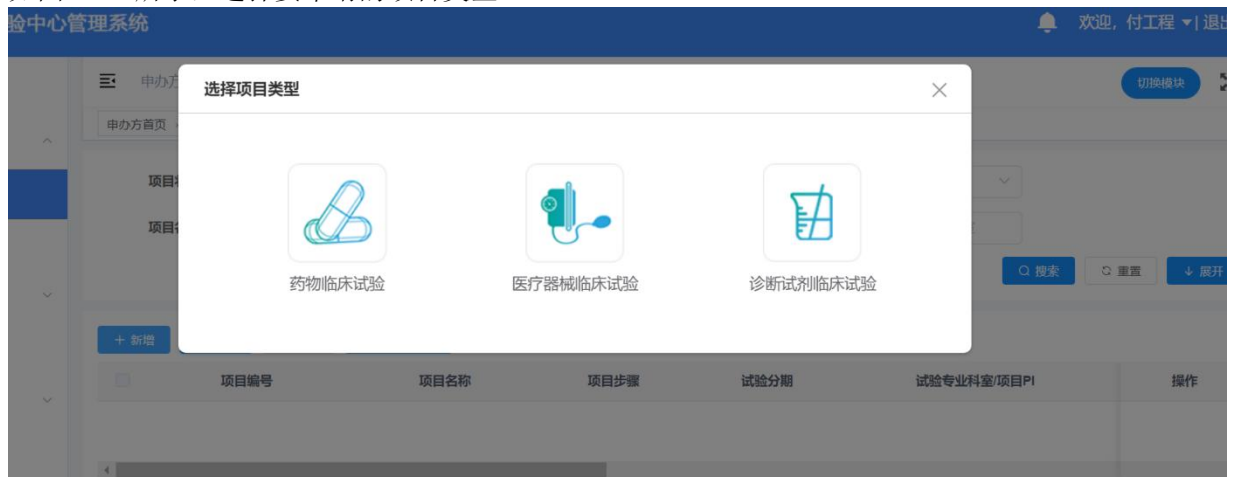 验中心管理系统
欢迎, 付工程 ▾| 退出
申办方
选择项目类型
切换模块
申办方首页
项目
项目
药物临床试验
医疗器械临床试验
诊断试剂临床试验
搜索
重置
展开
+ 新增
项目编号
项目名称
项目步骤
试验分期
试验专业科室/项目PI
操作